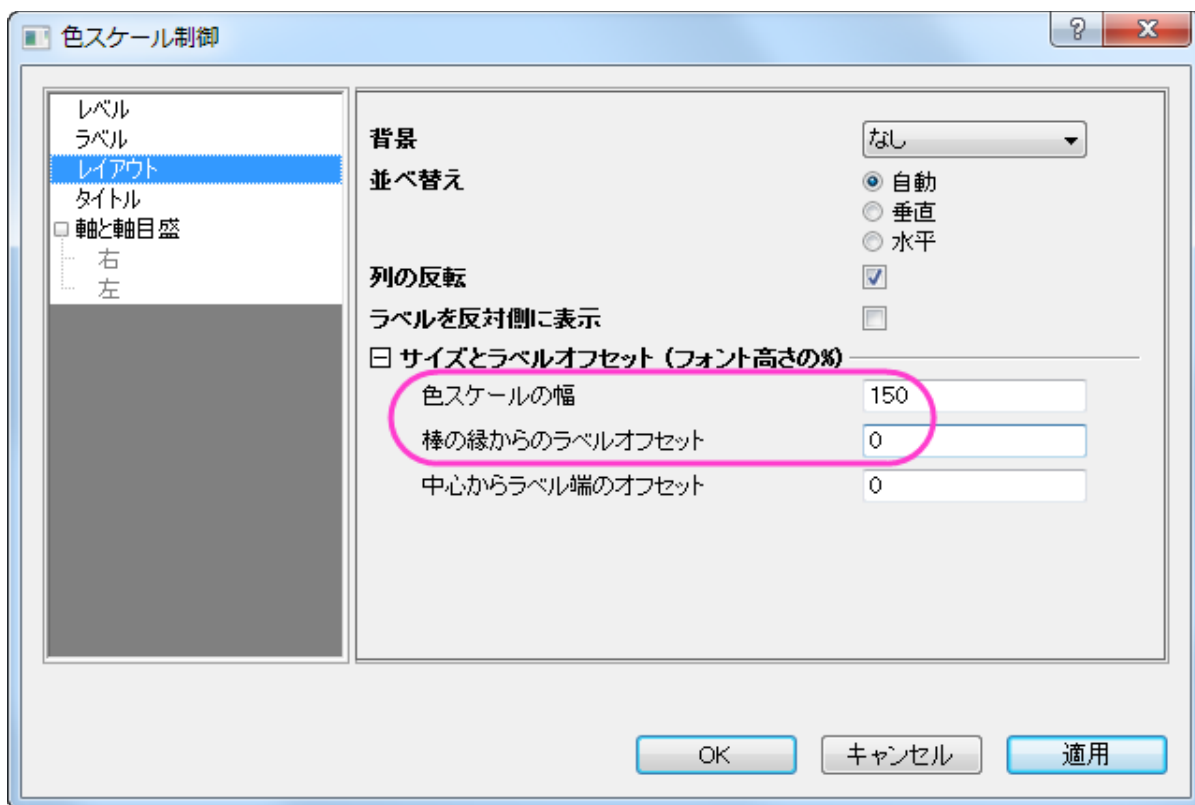 色スケール制御
レベル
ラベル
レイアウト
タイトル
軸と軸目盛
右
左
背景 なし
並べ替え 自動
垂直
水平
列の反転
ラベルを反対側に表示
サイズとラベルオフセット (フォント高さの%)
色スケールの幅 150
棒の縁からのラベルオフセット 0
中心からラベル端のオフセット 0
OK キャンセル 適用